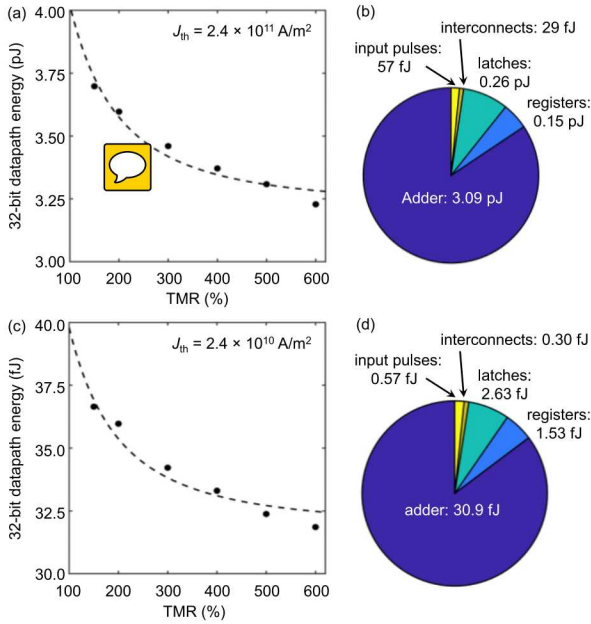 (a)
J_th = 2.4 × 10¹¹ A/m²
32-bit datapath energy (pJ)
4.00
3.75
3.50
3.25
3.00
100 200 300 400 500 600
TMR (%)
(b)
interconnects: 29 fJ
input pulses:
57 fJ
latches:
0.26 pJ
registers:
0.15 pJ
Adder: 3.09 pJ
(c)
J_th = 2.4 × 10¹⁰ A/m²
32-bit datapath energy (fJ)
40.0
37.5
35.0
32.5
30.0
100 200 300 400 500 600
TMR (%)
(d)
interconnects: 0.30 fJ
input pulses:
0.57 fJ
latches:
2.63 fJ
registers:
1.53 fJ
adder: 30.9 fJ